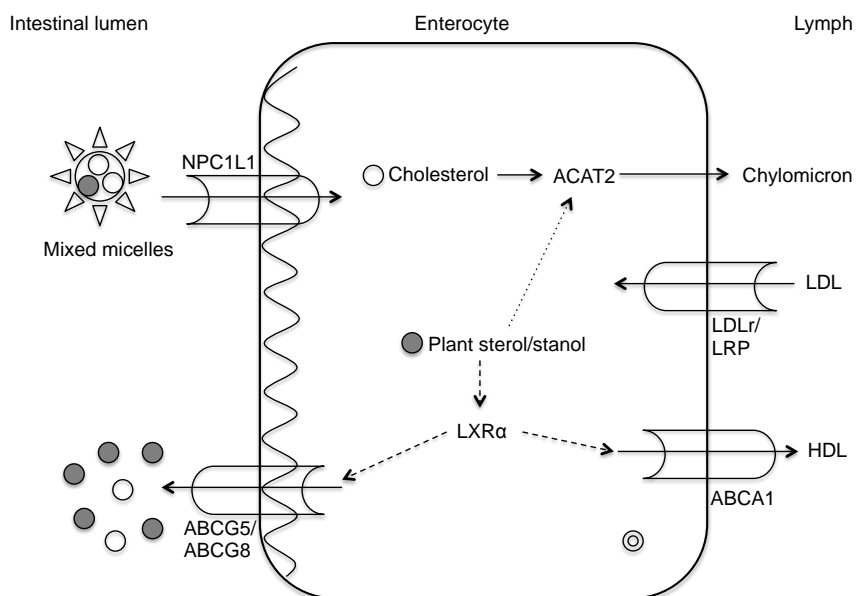 Intestinal lumen
Enterocyte
Lymph
NPC1L1
Cholesterol
ACAT2
Chylomicron
Mixed micelles
LDL
LDLr/
LRP
Plant sterol/stanol
LXRα
HDL
ABCA1
ABCG5/
ABCG8